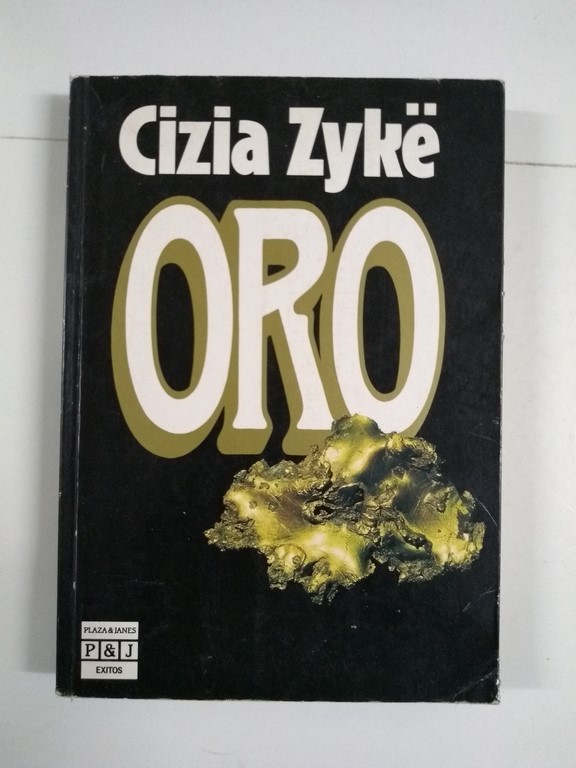 Cizia Zykë
ORO
PLAZA & JANES
P & J
EXITOS